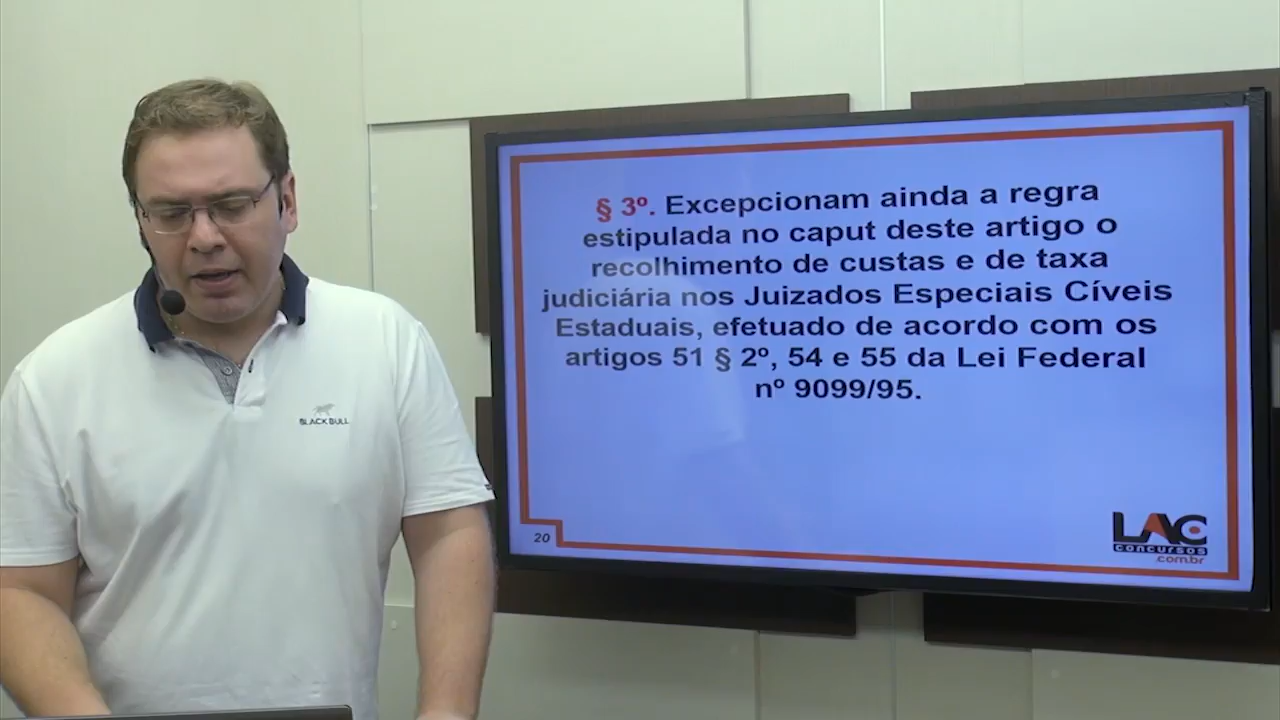 § 3º. Excepcionam ainda a regra
estipulada no caput deste artigo o
recolhimento de custas e de taxa
judiciária nos Juizados Especiais Cíveis
Estaduais, efetuado de acordo com os
artigos 51 § 2º, 54 e 55 da Lei Federal
nº 9099/95.
20
LAC
concursos
.com.br
BLACK BULL